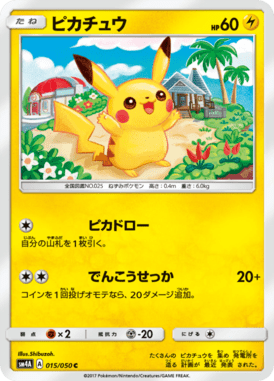 たね
ピカチュウ
HP60
全国図鑑NO.025 ねずみポケモン 高さ:0.4m 重さ:6.0kg
ピカドロー
自分の山札を1枚引く。
でんこうせっか 20+
コインを1回投げオモテなら、20ダメージ追加。
Illus.Shibuzoh.
弱点 ×2 抵抗力 -20 にげる
sm4A A 015/050 C
たくさんの ピカチュウを 集め 発電所を
造る 計画が 最近 発表 された。
©2017 Pokémon/Nintendo/Creatures/GAME FREAK.